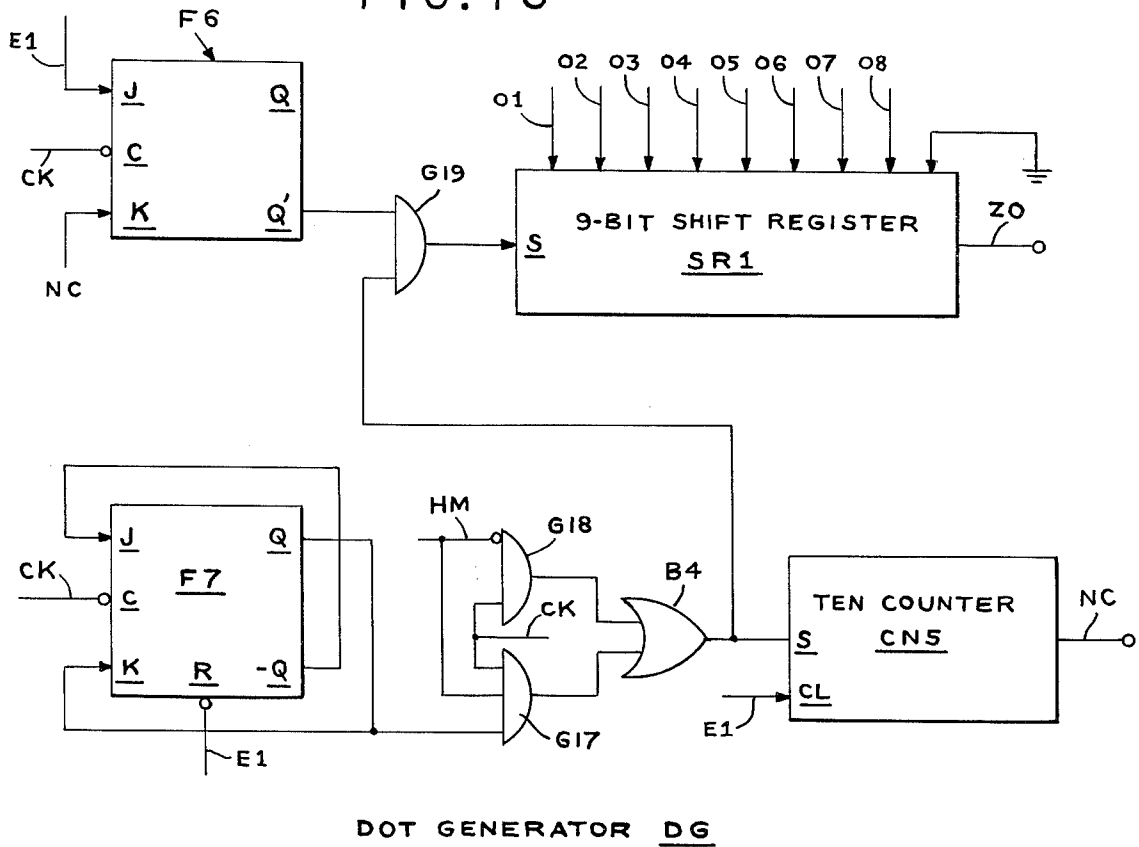 F6
E1
J Q
C
CK
K Q'
NC
G19
O1 O2 O3 O4 O5 O6 O7 O8
9-BIT SHIFT REGISTER
S
SR1
ZO
HM
G18
J Q
CK
C
F7
K R -Q
E1
CK
G17
B4
TEN COUNTER
S
CN5
CL
E1
NC
DOT GENERATOR DG